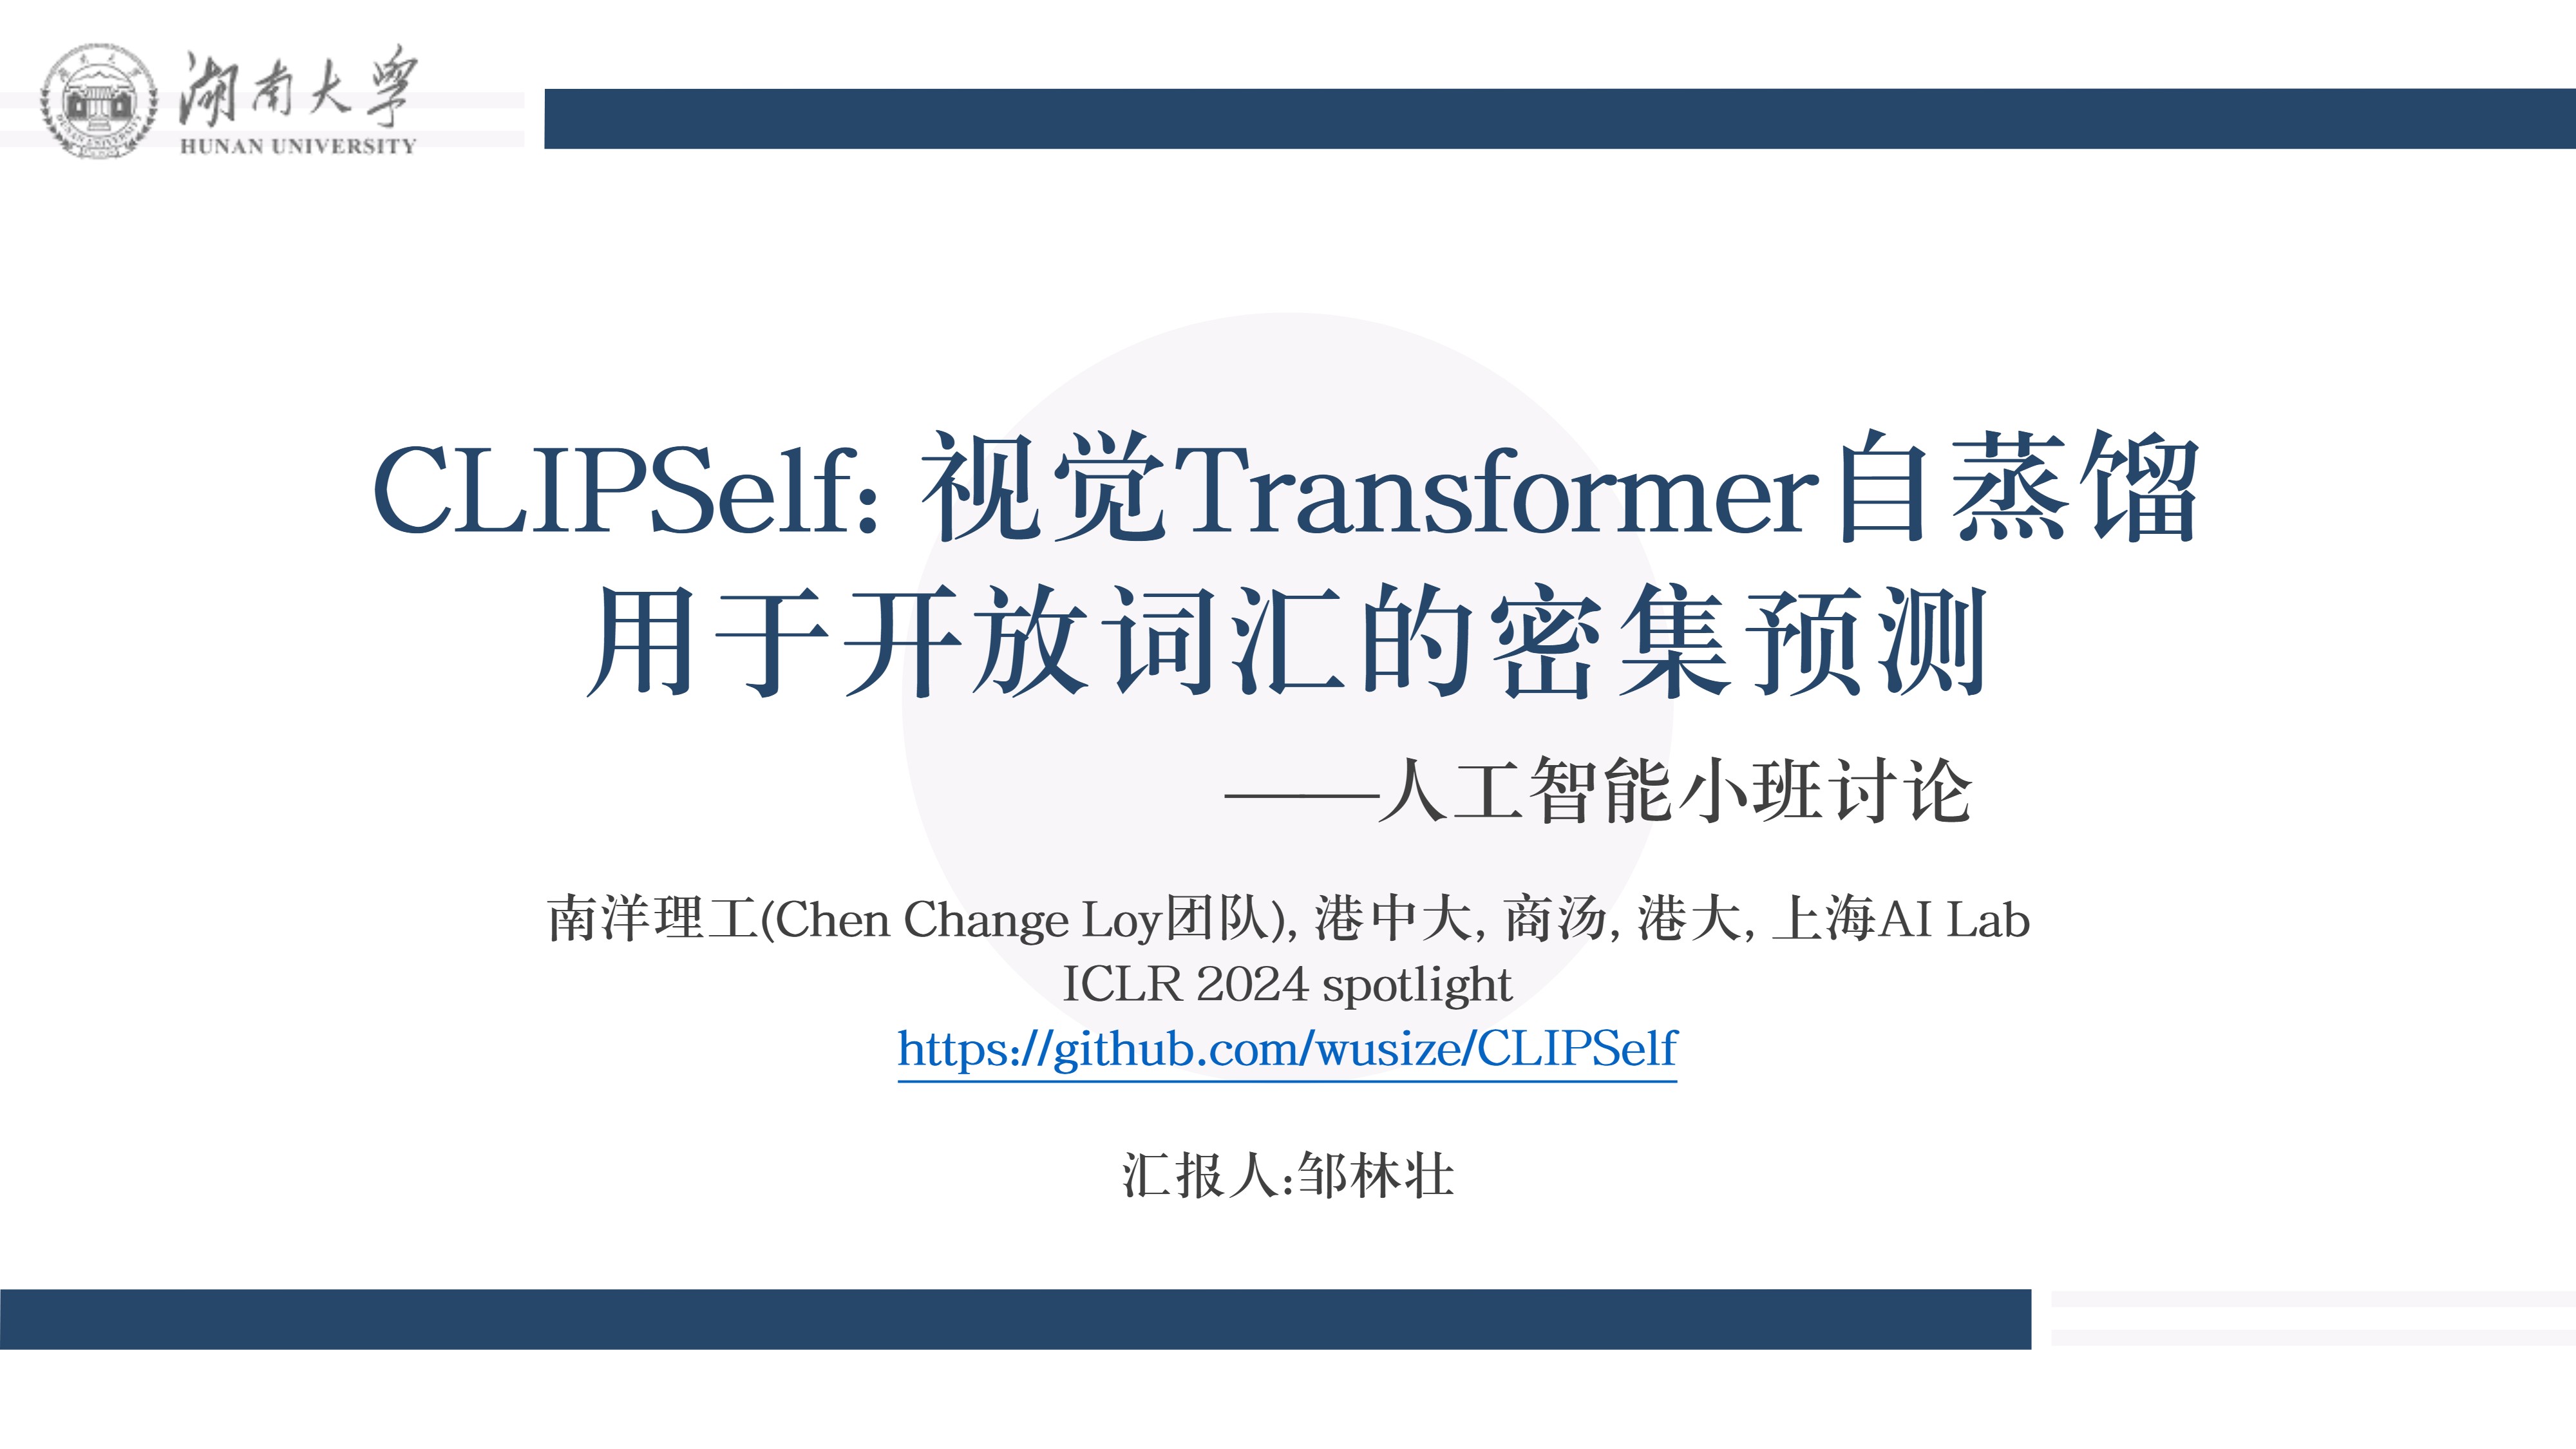 湖南大学
HUNAN UNIVERSITY
CLIPSelf: 视觉Transformer自蒸馏
用于开放词汇的密集预测
——人工智能小班讨论
南洋理工(Chen Change Loy团队), 港中大, 商汤, 港大, 上海AI Lab
ICLR 2024 spotlight
https://github.com/wusize/CLIPSelf
汇报人:邹林壮